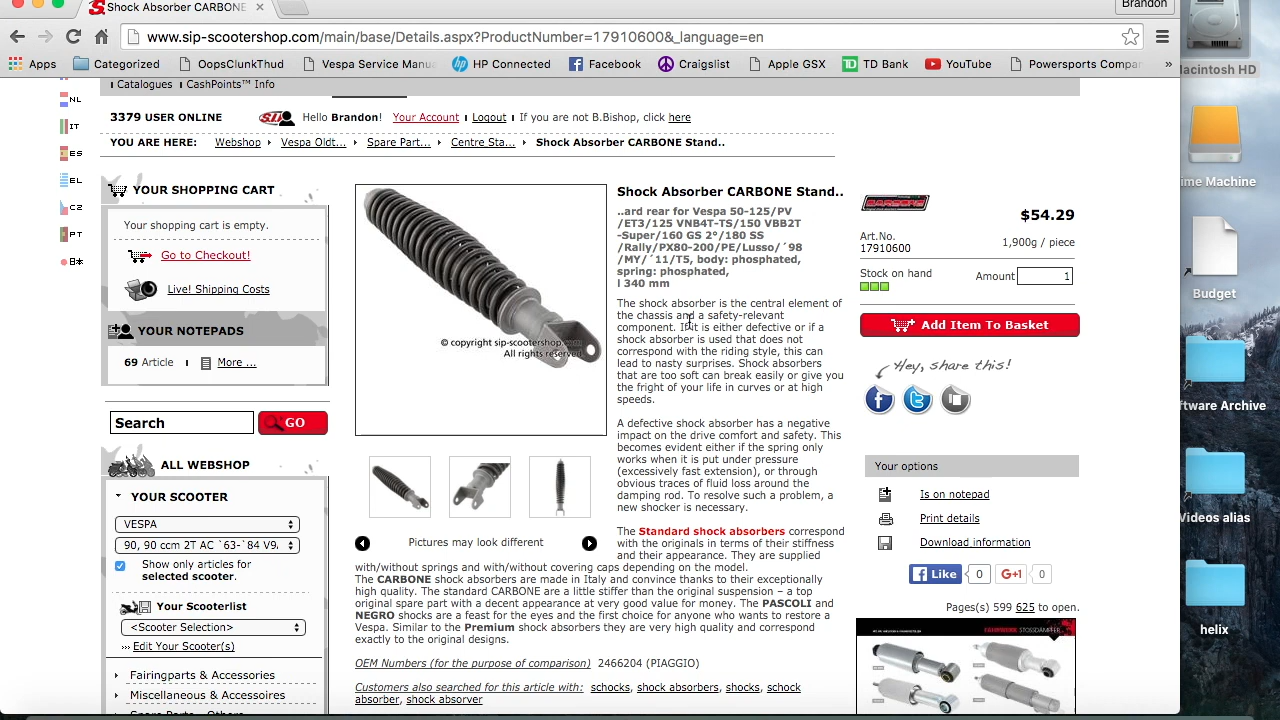 Shock Absorber CARBONE
Brandon
www.sip-scootershop.com/main/base/Details.aspx?ProductNumber=17910600&_language=en
Apps
Categorized
OopsClunkThud
Vespa Service Manu
HP Connected
Facebook
Craigslist
Apple GSX
TD Bank
YouTube
Powersports Compa
»
Macintosh HD
Catalogues
CashPoints™ Info
NL
3379 USER ONLINE
Hello Brandon! Your Account Logout If you are not B.Bishop, click here
IT
YOU ARE HERE: Webshop Vespa Oldt... Spare Part... Centre Sta... Shock Absorber CARBONE Stand..
ES
EL
CZ
PT
日本
YOUR SHOPPING CART
Your shopping cart is empty.
Go to Checkout!
Live! Shipping Costs
YOUR NOTEPADS
69 Article
More ...
Search
GO
ALL WEBSHOP
YOUR SCOOTER
VESPA
90, 90 ccm 2T AC `63-`84 V9.
Show only articles for
selected scooter.
Your Scooterlist
<Scooter Selection>
Edit Your Scooter(s)
Fairingparts & Accessories
Miscellaneous & Accessoires
Spare Parts - Others
© copyright sip-scootershop.com
All rights reserved
Pictures may look different
Shock Absorber CARBONE Stand..
..ard rear for Vespa 50-125/PV
/ET3/125 VNB4T-TS/150 VBB2T
-Super/160 GS 2°/180 SS
/Rally/PX80-200/PE/Lusso/´98
/MY/´11/T5, body: phosphated,
spring: phosphated,
l 340 mm
The shock absorber is the central element of
the chassis and a safety-relevant
component. If it is either defective or if a
shock absorber is used that does not
correspond with the riding style, this can
lead to nasty surprises. Shock absorbers
that are too soft can break easily or give you
the fright of your life in curves or at high
speeds.
A defective shock absorber has a negative
impact on the drive comfort and safety. This
becomes evident either if the spring only
works when it is put under pressure
(excessively fast extension), or through
obvious traces of fluid loss around the
damping rod. To resolve such a problem, a
new shocker is necessary.
The Standard shock absorbers correspond
with the originals in terms of their stiffness
and their appearance. They are supplied
with/without springs and with/without covering caps depending on the model.
The CARBONE shock absorbers are made in Italy and convince thanks to their exceptionally
high quality. The standard CARBONE are a little stiffer than the original suspension – a top
original spare part with a decent appearance at very good value for money. The PASCOLI and
NEGRO shocks are a feast for the eyes and the first choice for anyone who wants to restore a
Vespa. Similar to the Premium shock absorbers they are very high quality and correspond
exactly to the original designs.
OEM Numbers (for the purpose of comparison) 2466204 (PIAGGIO)
Customers also searched for this article with: schocks, shock absorbers, shocks, schock
absorber, shock absorver
CARBONE
$54.29
Art.No.
17910600
1,900g / piece
Stock on hand
Amount 1
Add Item To Basket
Hey, share this!
Your options
Is on notepad
Print details
Download information
Like 0
G+1 0
Pages(s) 599 625 to open.
STOSSDÄMPFER
ime Machine
Budget
ftware Archive
Videos alias
helix